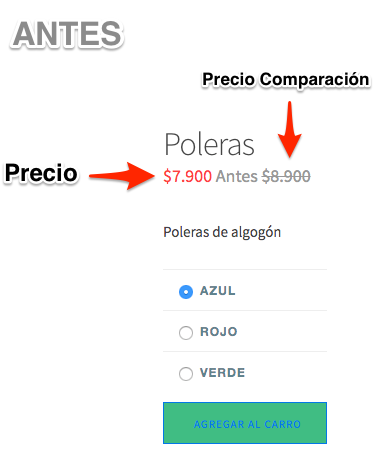 ANTES
Precio Comparación
Poleras
Precio
$7.900 Antes $8.900
Poleras de algogón
AZUL
ROJO
VERDE
AGREGAR AL CARRO